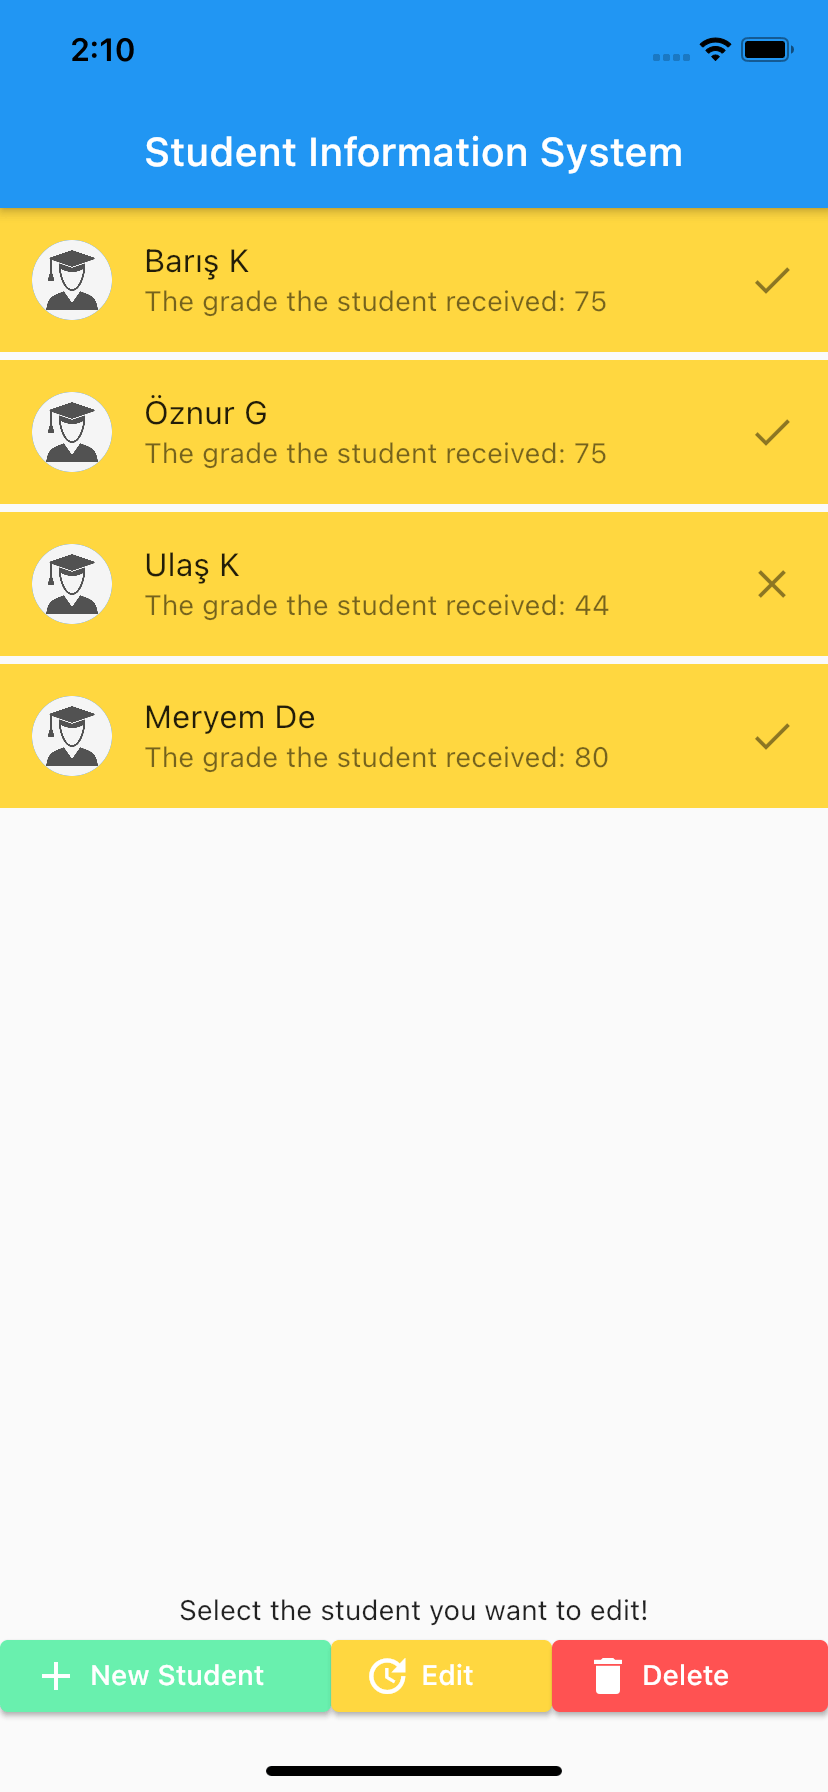 2:10
Student Information System
Barış K
The grade the student received: 75
Öznur G
The grade the student received: 75
Ulaş K
The grade the student received: 44
Meryem De
The grade the student received: 80
Select the student you want to edit!
New Student
Edit
Delete